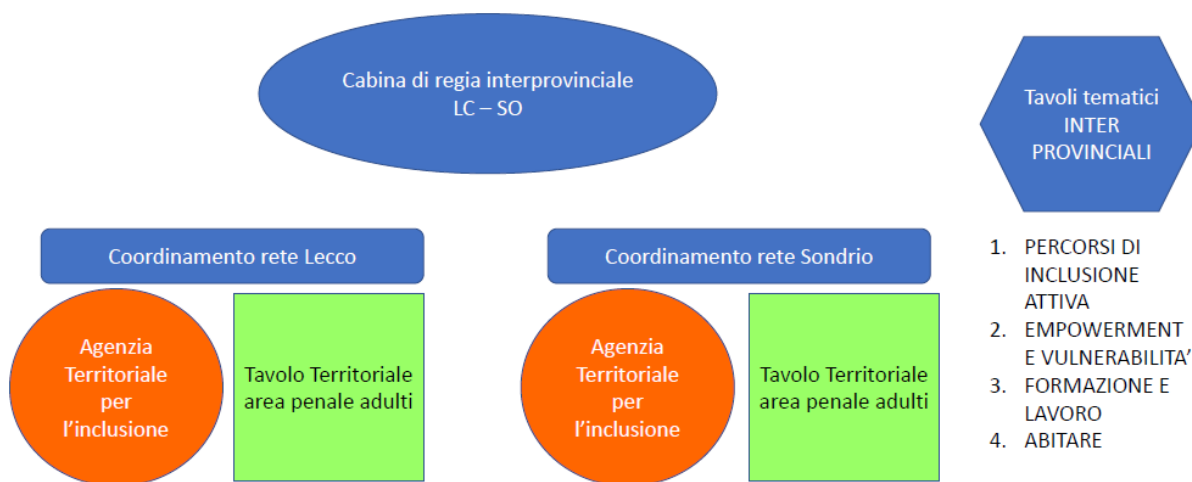 Cabina di regia interprovinciale
LC – SO
Tavoli tematici
INTER
PROVINCIALI
Coordinamento rete Lecco
Coordinamento rete Sondrio
Agenzia
Territoriale
per
l'inclusione
Tavolo Territoriale
area penale adulti
Agenzia
Territoriale
per
l'inclusione
Tavolo Territoriale
area penale adulti
1. PERCORSI DI
INCLUSIONE
ATTIVA
2. EMPOWERMENT
E VULNERABILITA'
3. FORMAZIONE E
LAVORO
4. ABITARE